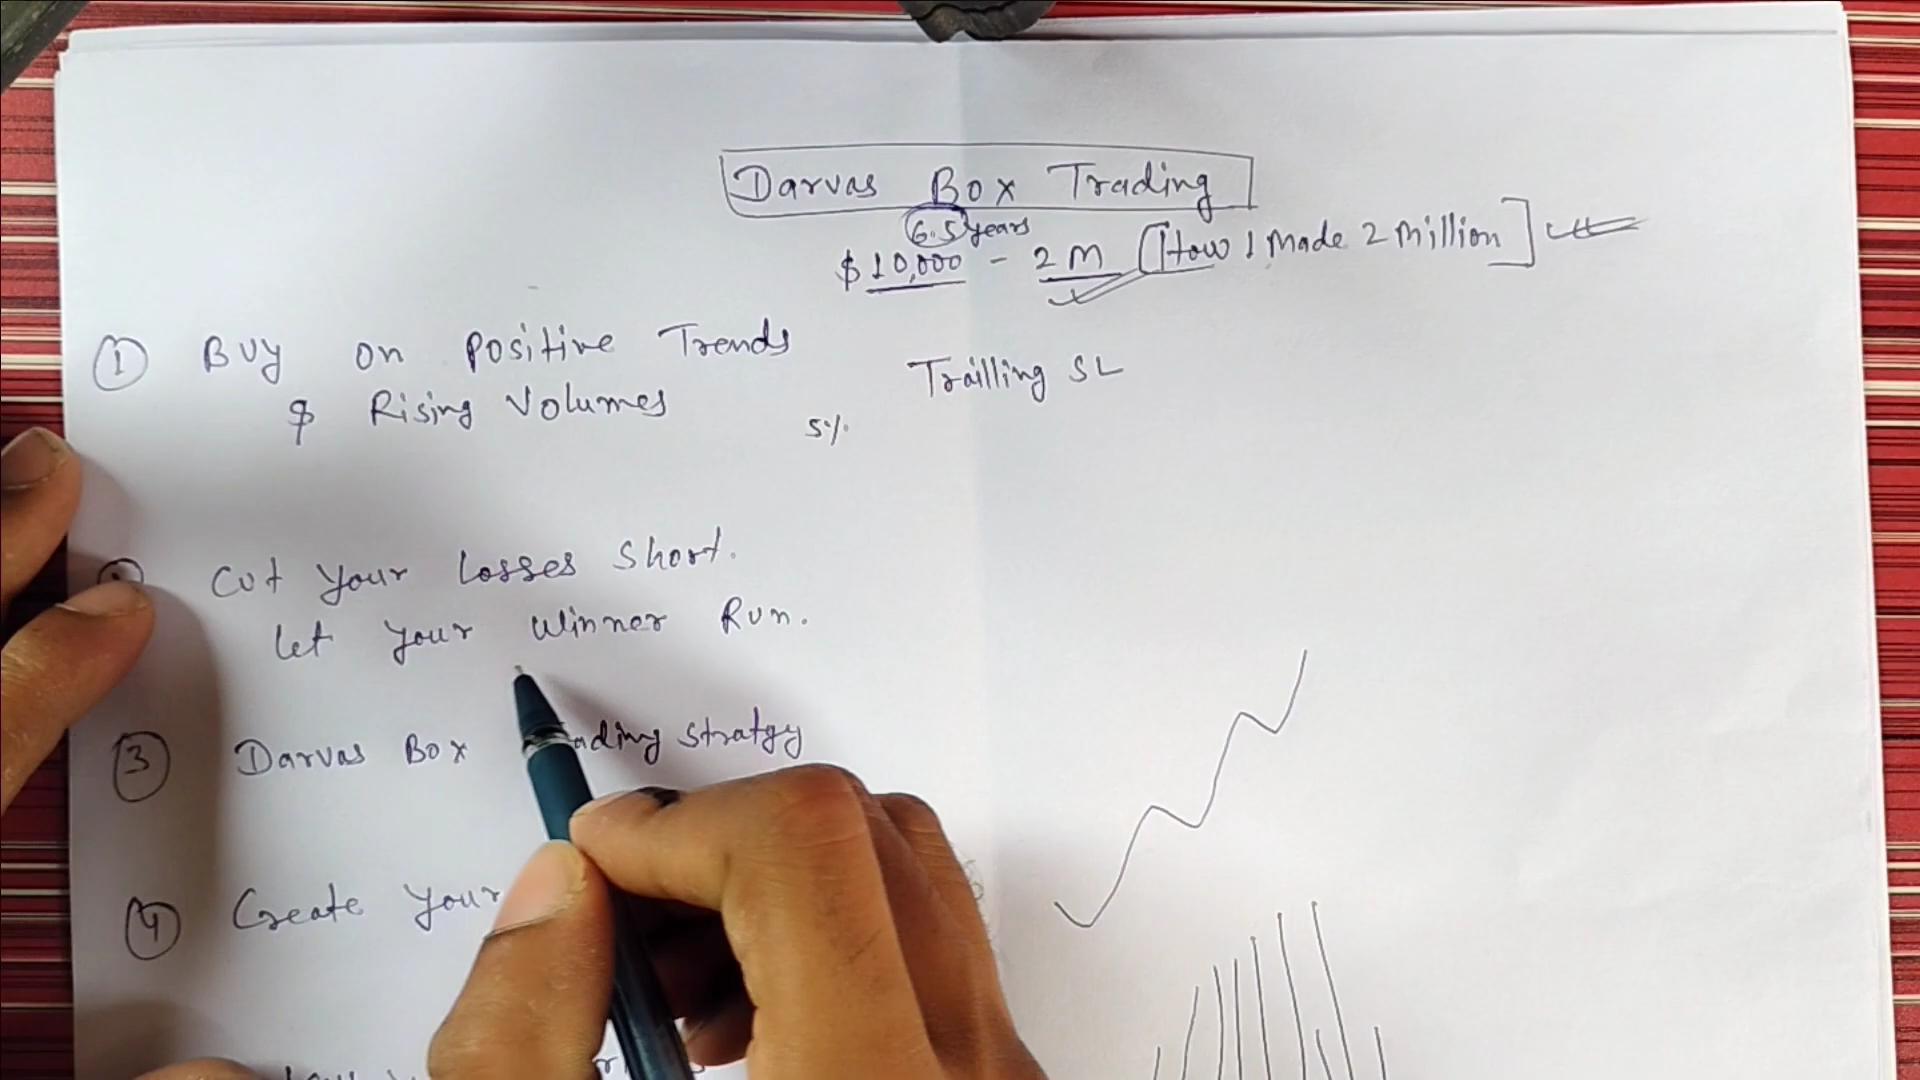 Darvas Box Trading
6.5 years
$ 10,000 - 2 M [How I Made 2 Million]
① Buy on Positive Trends
$ Rising Volumes
Trailling SL
5%
Cut Your Losses Short.
Let Your Winner Run.
③ Darvas Box ading Stratgy
④ Create Your